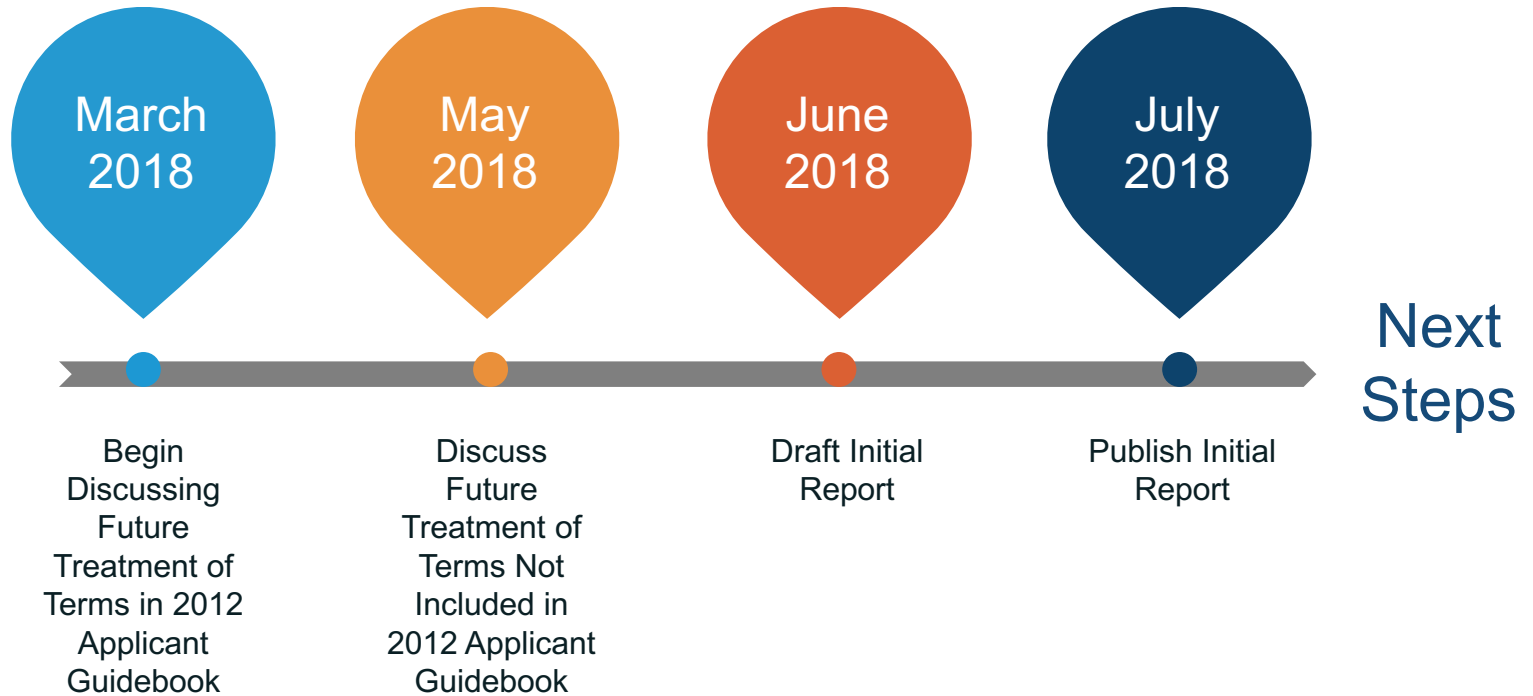 March
2018
May
2018
June
2018
July
2018
Next
Steps
Begin
Discussing
Future
Treatment of
Terms in 2012
Applicant
Guidebook
Discuss
Future
Treatment of
Terms Not
Included in
2012 Applicant
Guidebook
Draft Initial
Report
Publish Initial
Report